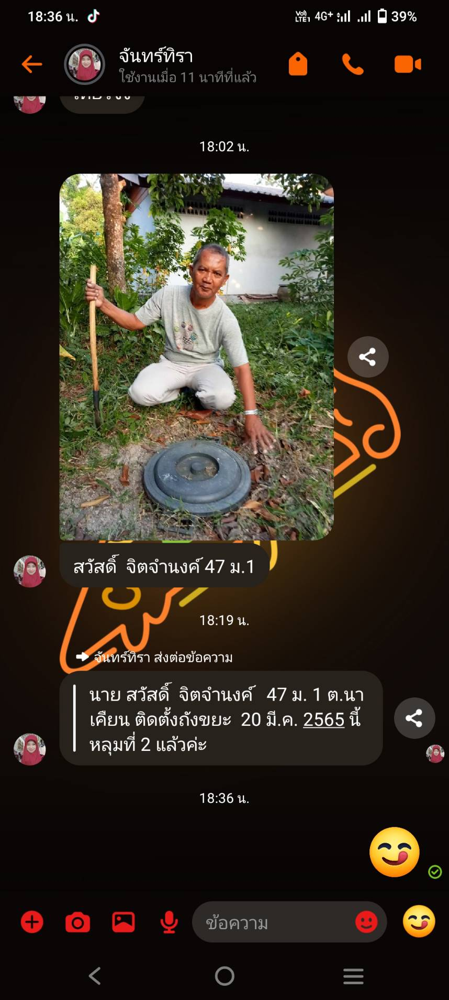 18:36 น.
Vo) LTE1 4G+ 39%
จันทร์ทิรา
ใช้งานเมื่อ 11 นาทีที่แล้ว
18:02 น.
สวัสดิ์ จิตจำนงค์ 47 ม.1
18:19 น.
จันทร์ทิรา ส่งต่อข้อความ
นาย สวัสดิ์ จิตจำนงค์ 47 ม. 1 ต.นา
เคียน ติดตั้งถังขยะ 20 มี.ค. 2565 นี้
หลุมที่ 2 แล้วค่ะ
18:36 น.
ข้อความ